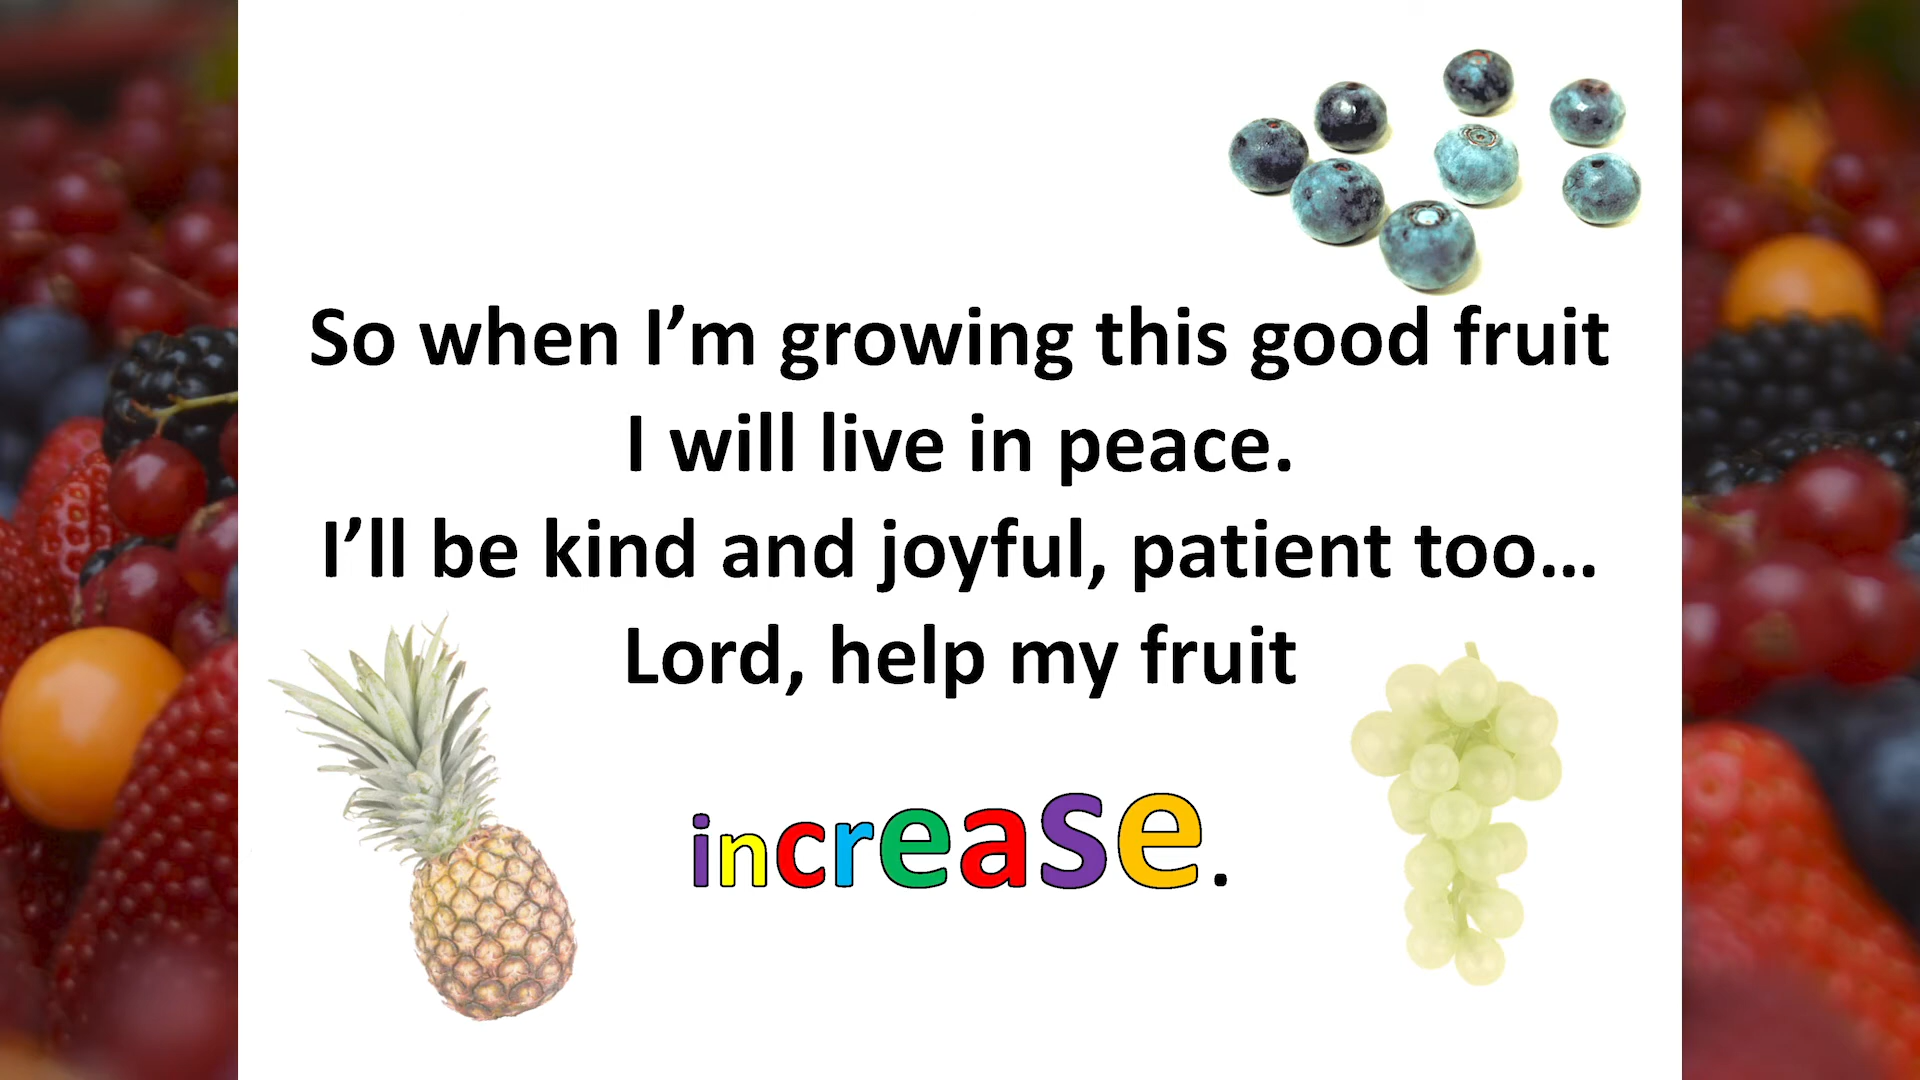 So when I’m growing this good fruit
I will live in peace.
I’ll be kind and joyful, patient too…
Lord, help my fruit
increase.